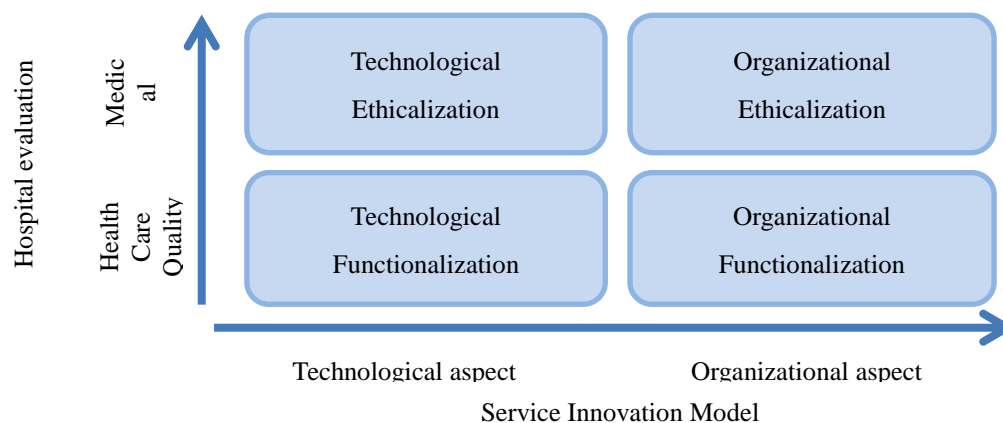 Hospital evaluation
Medic
al
Health
Care
Quality
Technological
Ethicalization
Organizational
Ethicalization
Technological
Functionalization
Organizational
Functionalization
Technological aspect
Organizational aspect
Service Innovation Model